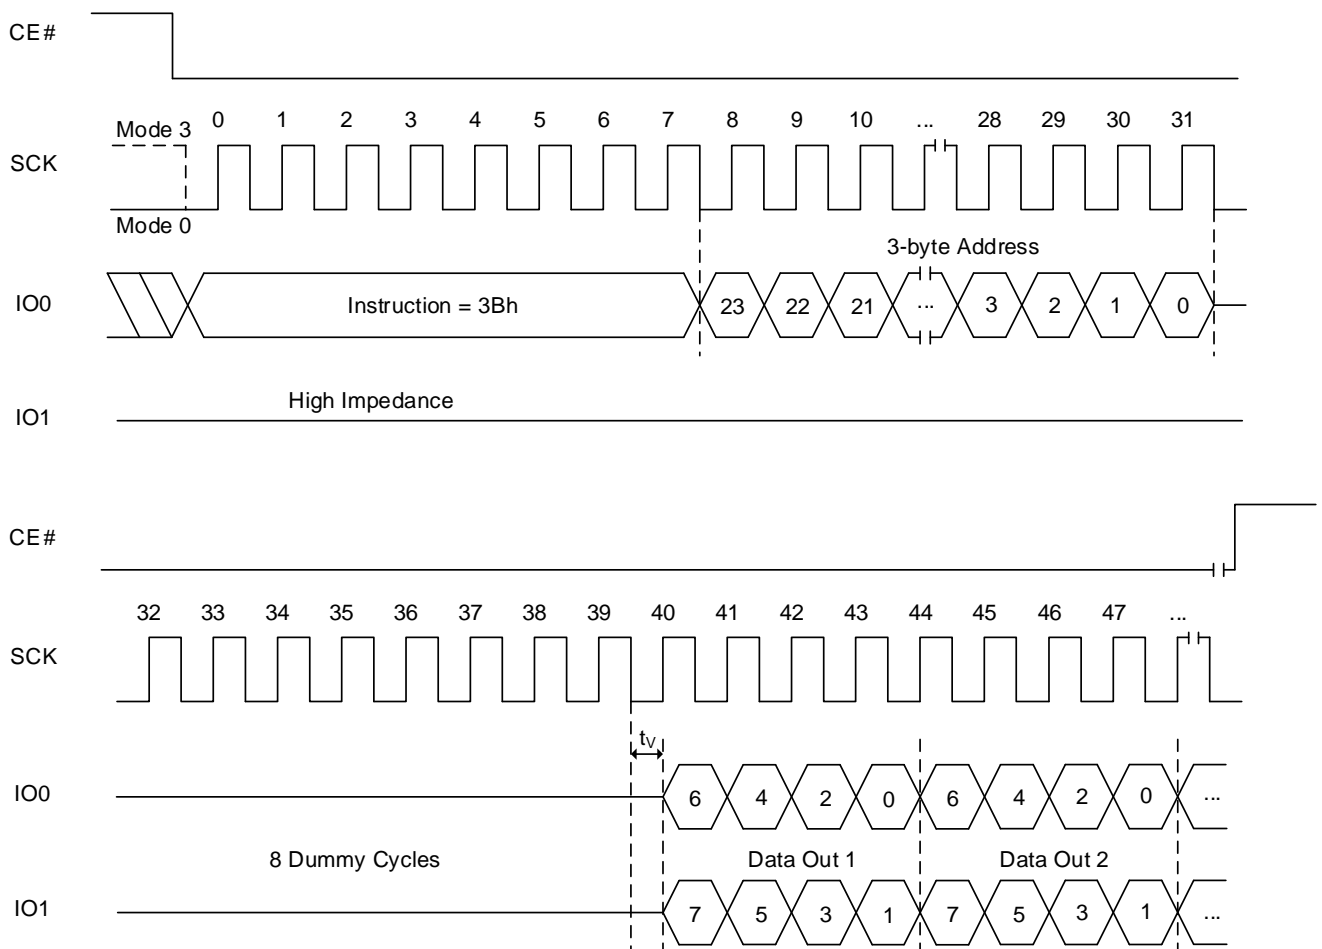 CE#
Mode 3 0 1 2 3 4 5 6 7 8 9 10 ... 28 29 30 31
SCK
Mode 0
3-byte Address
IO0 Instruction = 3Bh 23 22 21 ... 3 2 1 0
High Impedance
IO1
CE#
32 33 34 35 36 37 38 39 40 41 42 43 44 45 46 47 ...
SCK
tV
IO0 6 4 2 0 6 4 2 0 ...
8 Dummy Cycles Data Out 1 Data Out 2
IO1 7 5 3 1 7 5 3 1 ...